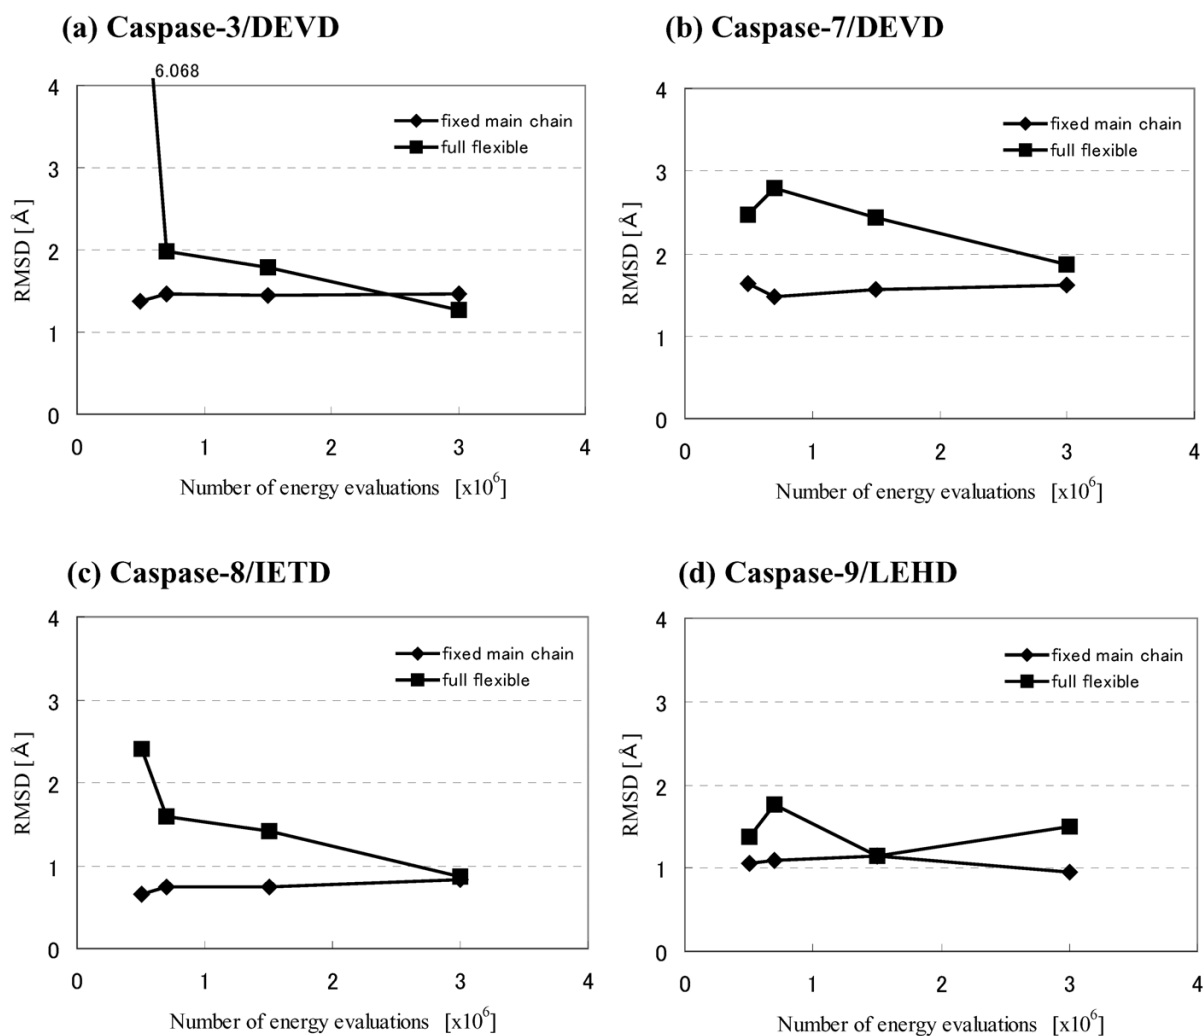 (a) Caspase-3/DEVD
6.068
4
3
2
1
0
RMSD [Å]
fixed main chain
full flexible
0 1 2 3 4
Number of energy evaluations [x10^6]
(b) Caspase-7/DEVD
4
3
2
1
0
RMSD [Å]
fixed main chain
full flexible
0 1 2 3 4
Number of energy evaluations [x10^6]
(c) Caspase-8/IETD
4
3
2
1
0
RMSD [Å]
fixed main chain
full flexible
0 1 2 3 4
Number of energy evaluations [x10^6]
(d) Caspase-9/LEHD
4
3
2
1
0
RMSD [Å]
fixed main chain
full flexible
0 1 2 3 4
Number of energy evaluations [x10^6]